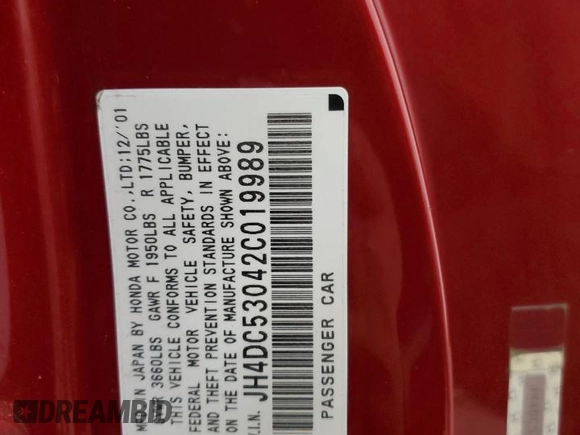 IN JAPAN BY HONDA MOTOR CO.,LTD:12/'01
3660LBS GAWR F 1950LBS R 1775LBS
THIS VEHICLE CONFORMS TO ALL APPLICABLE
FEDERAL MOTOR VEHICLE SAFETY, BUMPER,
AND THEFT PREVENTION STANDARDS IN EFFECT
ON THE DATE OF MANUFACTURE SHOWN ABOVE:
V.I.N. JH4DC53042C019989
PASSENGER CAR
DREAMBID